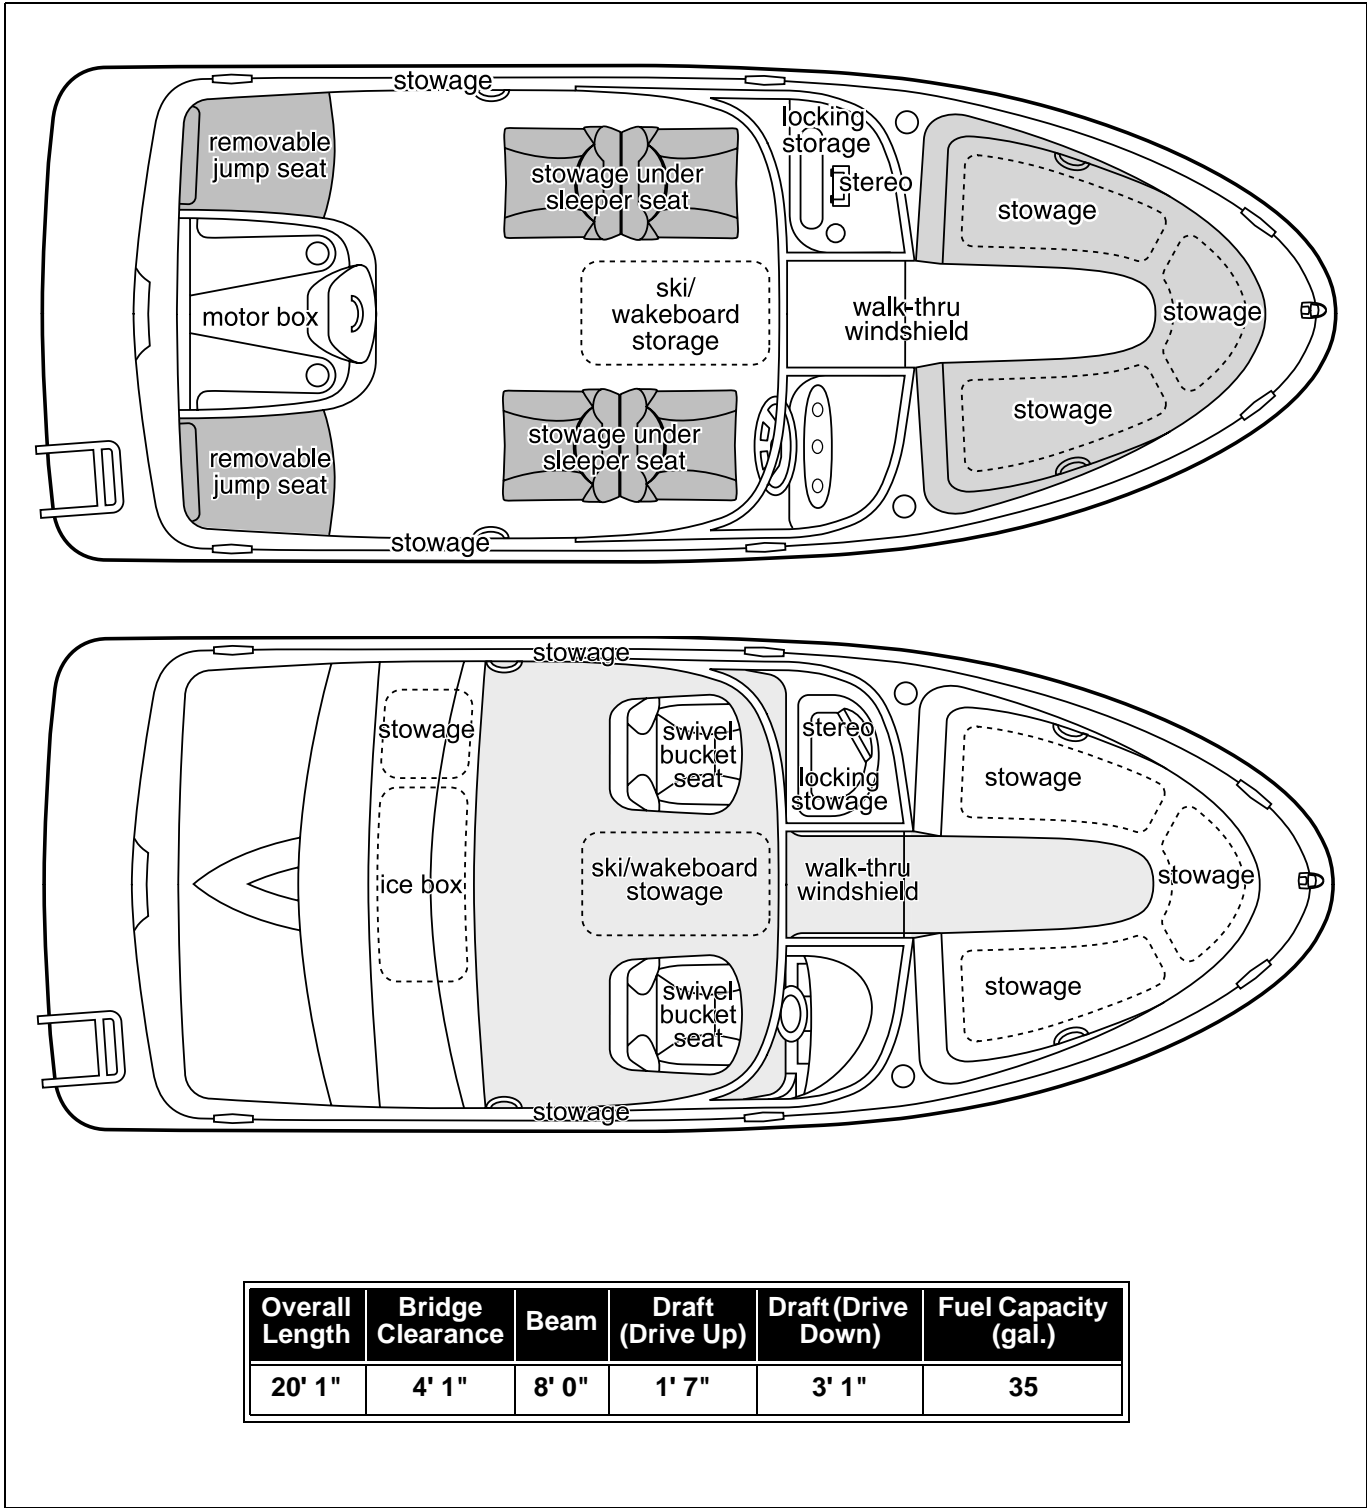 stowage
removable
jump seat
stowage under
sleeper seat
locking
storage
stereo
stowage
motor box
ski/
wakeboard
storage
walk-thru
windshield
stowage
removable
jump seat
stowage under
sleeper seat
stowage
stowage
stowage
stowage
swivel
bucket
seat
stereo
locking
stowage
stowage
ice box
ski/wakeboard
stowage
walk-thru
windshield
stowage
swivel
bucket
seat
stowage
stowage
Overall Length
Bridge Clearance
Beam
Draft (Drive Up)
Draft (Drive Down)
Fuel Capacity (gal.)
20' 1" 4' 1" 8' 0" 1' 7" 3' 1" 35